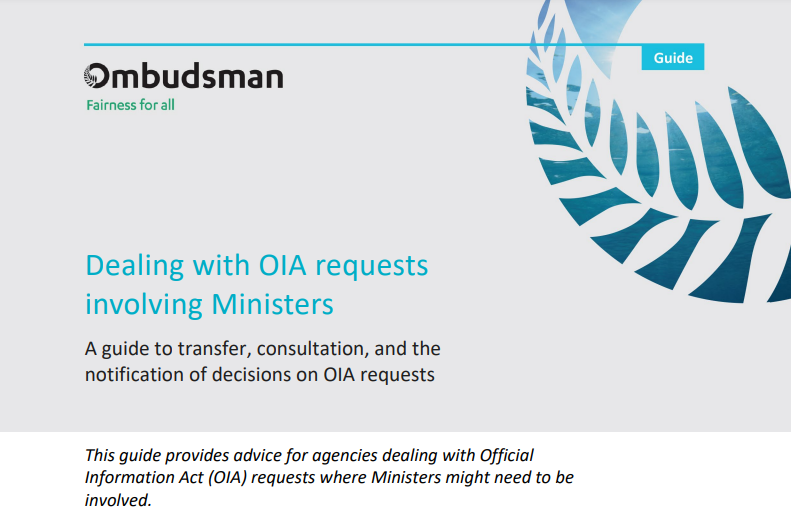 Guide
Ombudsman
Fairness for all
Dealing with OIA requests
involving Ministers
A guide to transfer, consultation, and the
notification of decisions on OIA requests
This guide provides advice for agencies dealing with Official
Information Act (OIA) requests where Ministers might need to be
involved.